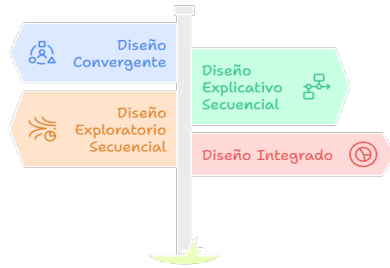 Diseño
Convergente
Diseño
Explicativo
Secuencial
Diseño
Exploratorio
Secuencial
Diseño Integrado